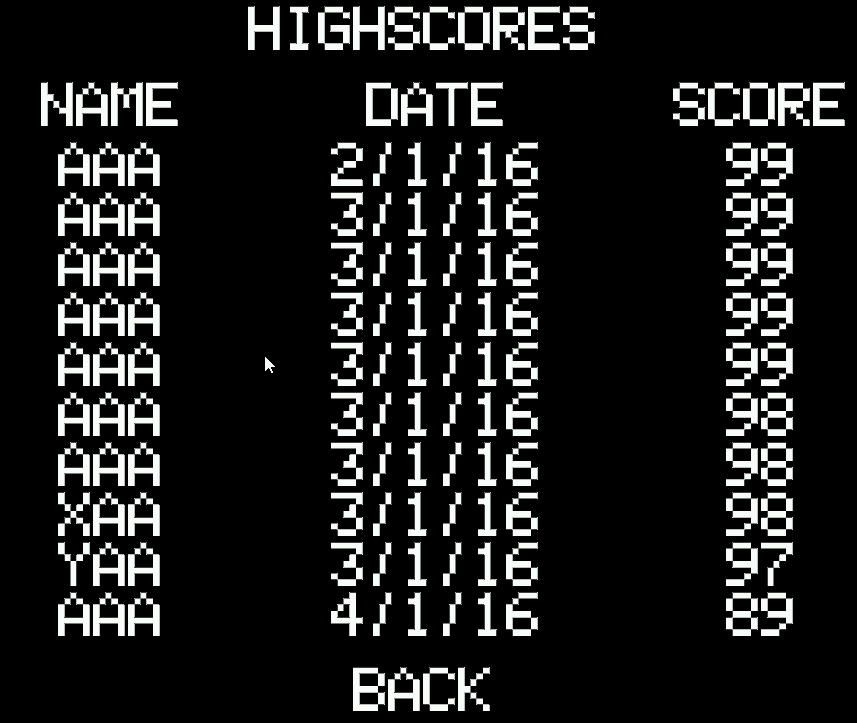 HIGHSCORES
NAME DATE SCORE
AAA 2/1/16 99
AAA 3/1/16 99
AAA 3/1/16 99
AAA 3/1/16 99
AAA 3/1/16 99
AAA 3/1/16 98
AAA 3/1/16 98
XAA 3/1/16 98
YAA 3/1/16 97
AAA 4/1/16 89
BACK